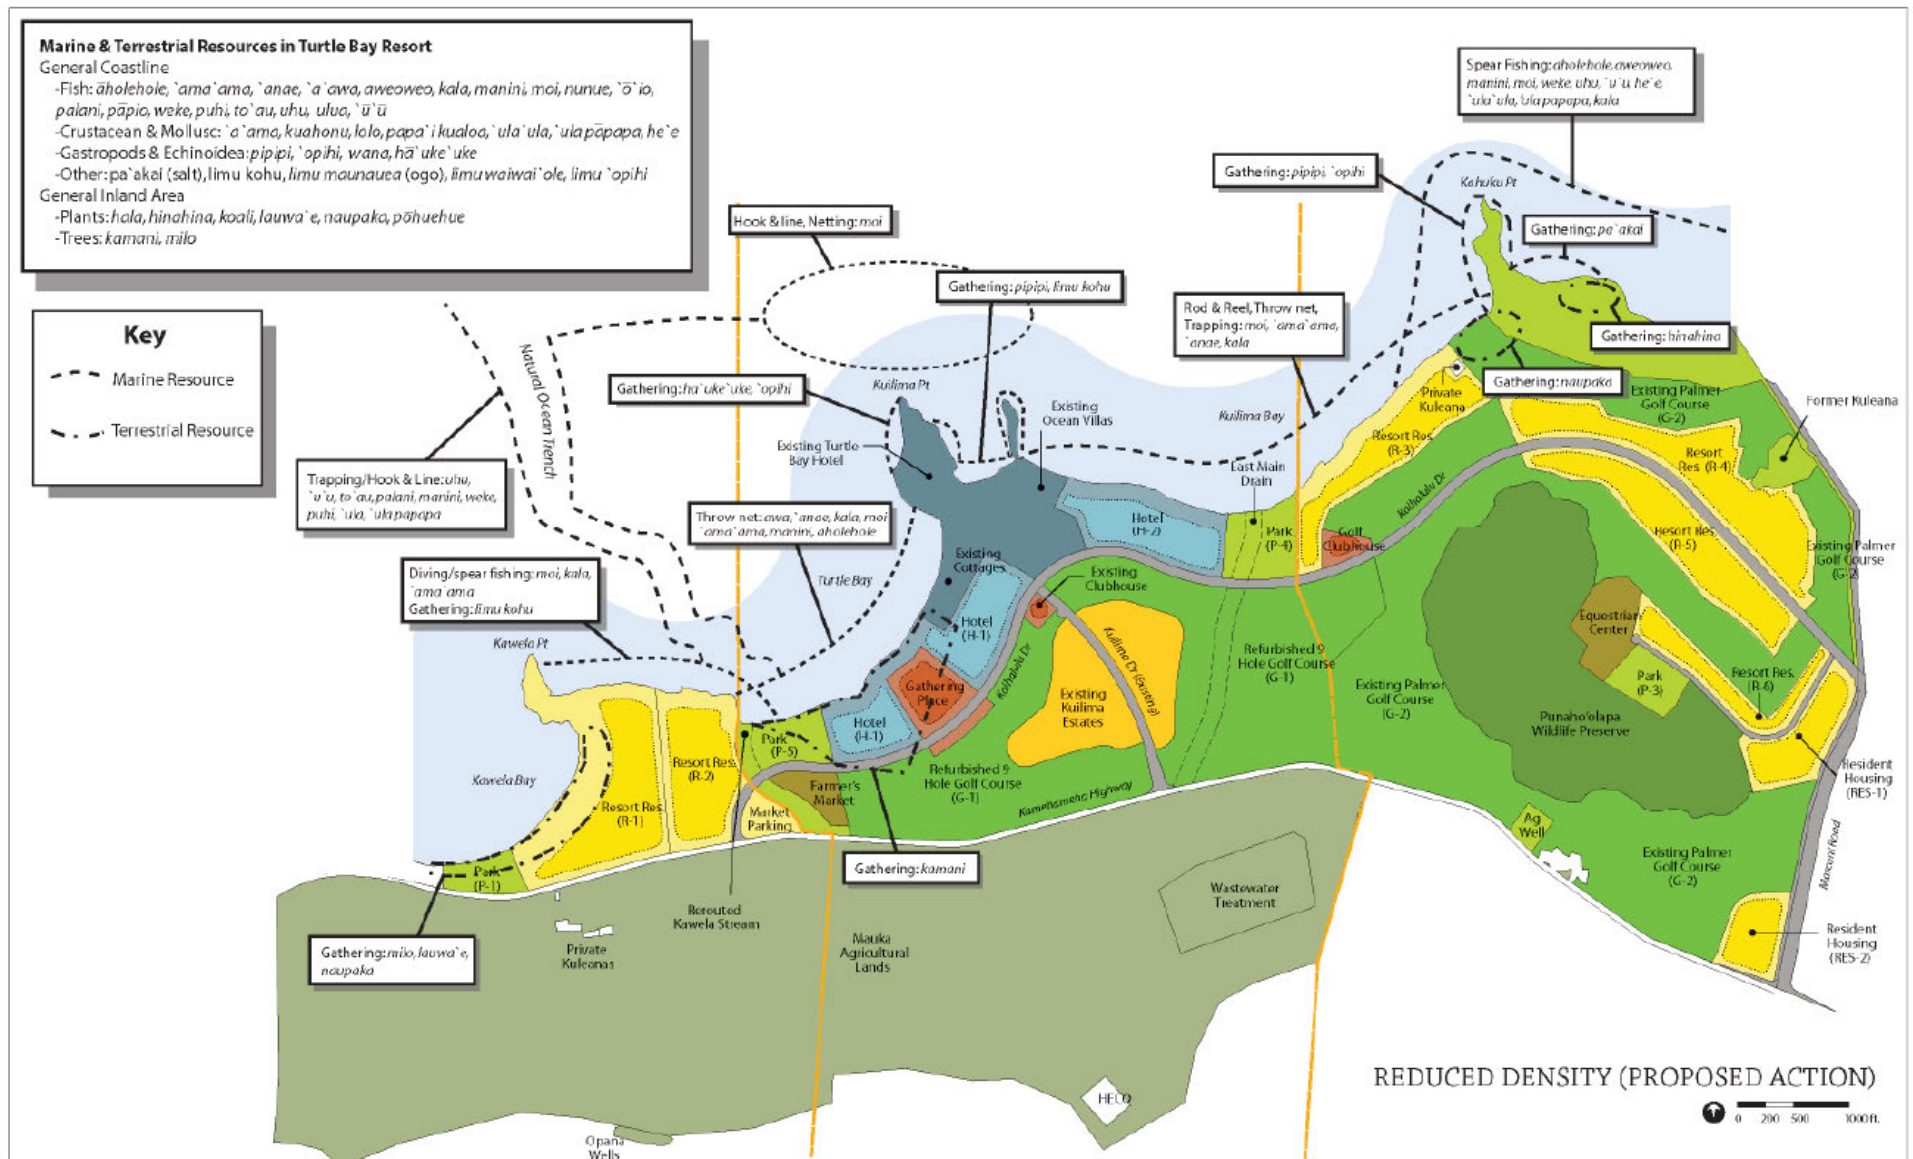 Marine & Terrestrial Resources in Turtle Bay Resort
General Coastline
-Fish: āholehole, `ama`ama, `anae, `a`awa, aweoweo, kala, manini, moi, nunue, `ō`io,
palani, pāpio, weke, puhi, to`au, uhu, ulua, `ū`ū
-Crustacean & Mollusc: `a`ama, kuahonu, lolo, papa`i kualoa, `ula`ula, `ula pāpapa, he`e
-Gastropods & Echinoidea: pipipi, `opihi, wana, hā`uke`uke
-Other: pa`akai (salt), limu kohu, limu maunauea (ogo), limu waiwai`ole, limu `opihi
General Inland Area
-Plants: hala, hinahina, koali, lauwa`e, naupaka, pōhuehue
-Trees: kamani, milo
Key
Marine Resource
Terrestrial Resource
Spear Fishing: aholehole, aweoweo,
manini, moi, weke, uhu, `u`u, he`e,
`ula`ula, `ula papapa, kala
Gathering: pipipi, `opihi
Kahuku Pt
Gathering: pa`akai
Hook & line, Netting: moi
Gathering: pipipi, limu kohu
Rod & Reel, Throw net,
Trapping: moi, `ama`ama,
`anae, kala
Gathering: hinahina
Gathering: naupaka
Natural Ocean Trench
Gathering: ha`uke`uke, `opihi
Kuilima Pt
Existing
Ocean Villas
Kuilima Bay
Existing Turtle
Bay Hotel
Private
Kuleana
Existing Palmer
Golf Course
(G-2)
Former Kuleana
Resort Res.
(R-3)
Resort
Res. (R-4)
East Main
Drain
Trapping/Hook & Line: uhu,
`u`u, to`au, palani, manini, weke,
puhi, `ula, `ula papapa
Throw net: awa, `anae, kala, moi
`ama`ama, manini, aholehole
Hotel
(H-2)
Park
(P-4)
Golf
Clubhouse
Kaihalulu Dr
Resort Res.
(R-5)
Existing Palmer
Golf Course
(G-2)
Diving/spear fishing: moi, kala,
`ama`ama
Gathering: limu kohu
Turtle Bay
Existing
Cottages
Existing
Clubhouse
Kawela Pt
Hotel
(H-1)
Kuilima Dr (Existing)
Equestrian
Center
Refurbished 9
Hole Golf Course
(G-1)
Park
(P-3)
Resort Res.
(R-6)
Gathering
Place
Kaihalulu Dr
Existing
Kuilima
Estates
Existing Palmer
Golf Course
(G-2)
Punaho'olapa
Wildlife Preserve
Hotel
(H-1)
Park
(P-5)
Resort Res.
(R-2)
Kawela Bay
Refurbished 9
Hole Golf Course
(G-1)
Farmer's
Market
Kamehameha Highway
Resident
Housing
(RES-1)
Resort Res.
(R-1)
Market
Parking
Ag
Well
Marconi Road
Park
(P-1)
Gathering: kamani
Existing Palmer
Golf Course
(G-2)
Wastewater
Treatment
Rerouted
Kawela Stream
Gathering: milo, lauwa`e,
naupaka
Private
Kuleanas
Mauka
Agricultural
Lands
Resident
Housing
(RES-2)
REDUCED DENSITY (PROPOSED ACTION)
HECO
0 200 500 1000 ft.
Opana
Wells